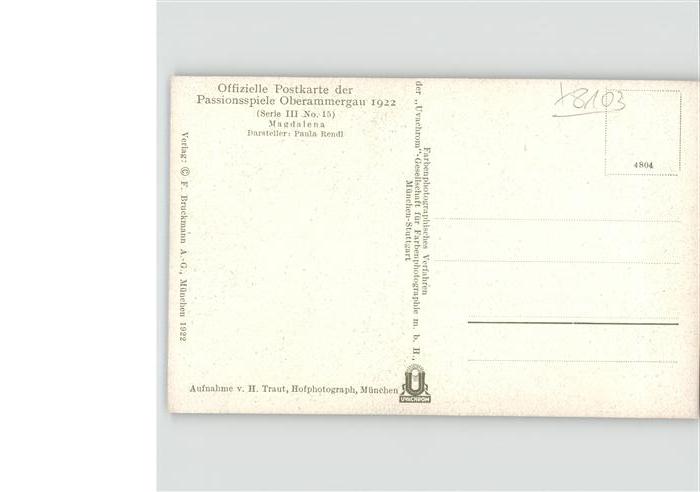 Offizielle Postkarte der
Passionsspiele Oberammergau 1922
(Serie III No. 15)
Magdalena
Darsteller: Paula Rendl
Verlag: © F. Bruckmann A.-G., München 1922
Aufnahme v. H. Traut, Hofphotograph, München
Farbenphotographisches Verfahren
der „Uvachrom"-Gesellschaft für Farbenphotographie m. b. H.,
München-Stuttgart
U
UVACHROM
x8103
4804